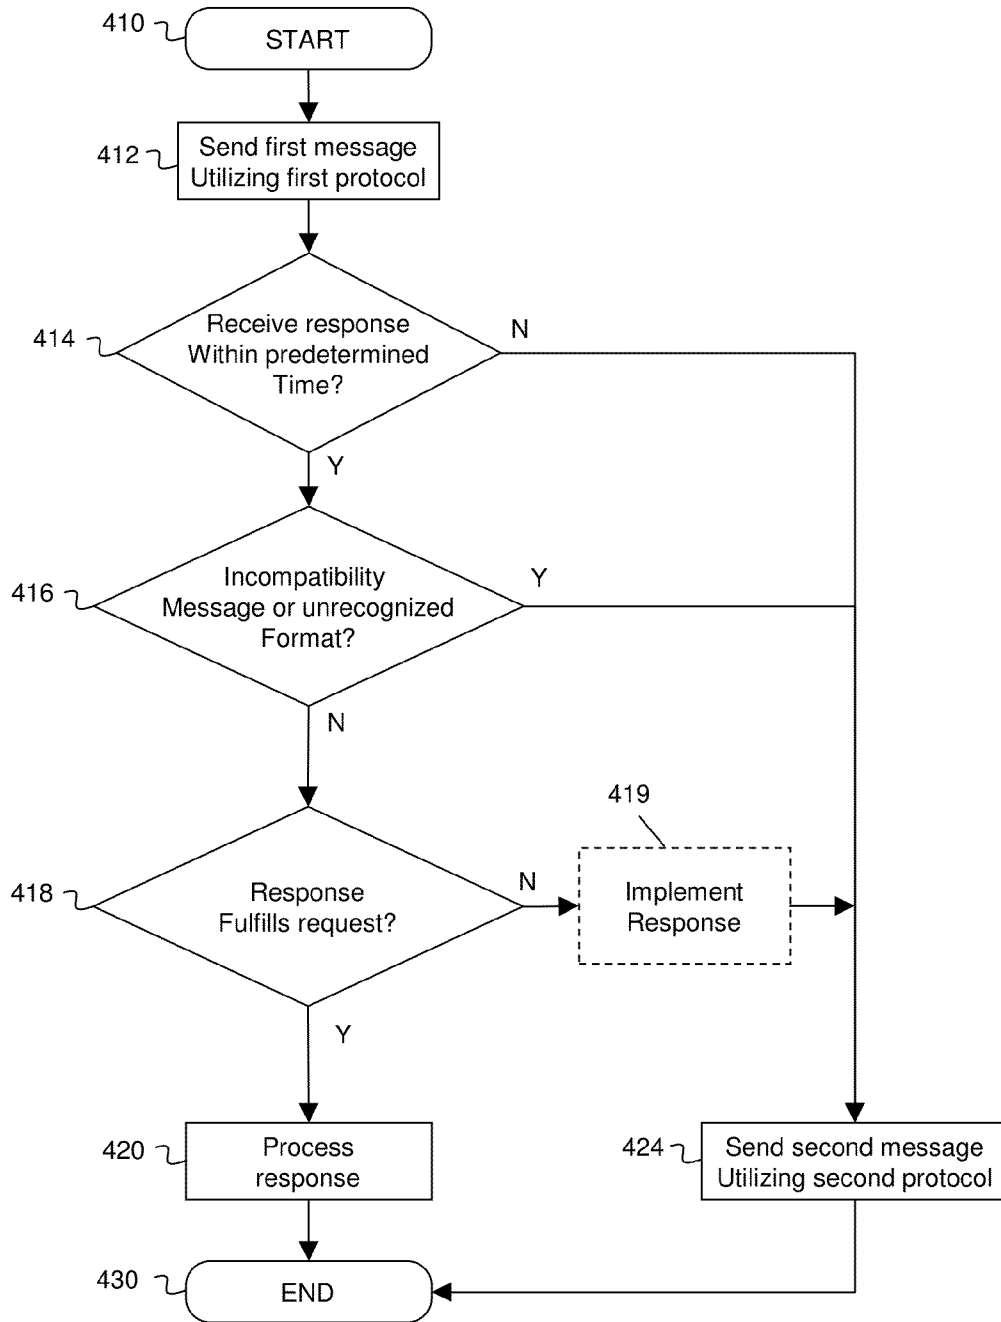 410
START
412
Send first message
Utilizing first protocol
414
Receive response
Within predetermined
Time?
N
Y
416
Incompatibility
Message or unrecognized
Format?
Y
N
419
418
Response
Fulfills request?
N
Implement
Response
Y
420
Process
response
424
Send second message
Utilizing second protocol
430
END